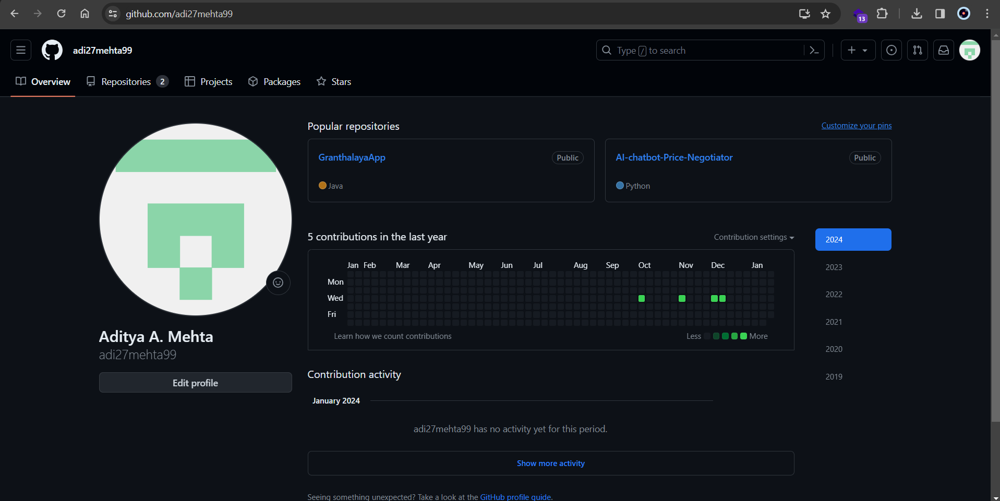 github.com/adi27mehta99
13
adi27mehta99
Type / to search
Overview
Repositories 2
Projects
Packages
Stars
Popular repositories
Customize your pins
GranthalayaApp
Public
Java
AI-chatbot-Price-Negotiator
Public
Python
Aditya A. Mehta
adi27mehta99
Edit profile
5 contributions in the last year
Contribution settings
Jan Feb Mar Apr May Jun Jul Aug Sep Oct Nov Dec Jan
Mon
Wed
Fri
Learn how we count contributions
Less More
2024
2023
2022
2021
2020
2019
Contribution activity
January 2024
adi27mehta99 has no activity yet for this period.
Show more activity
Seeing something unexpected? Take a look at the GitHub profile guide.